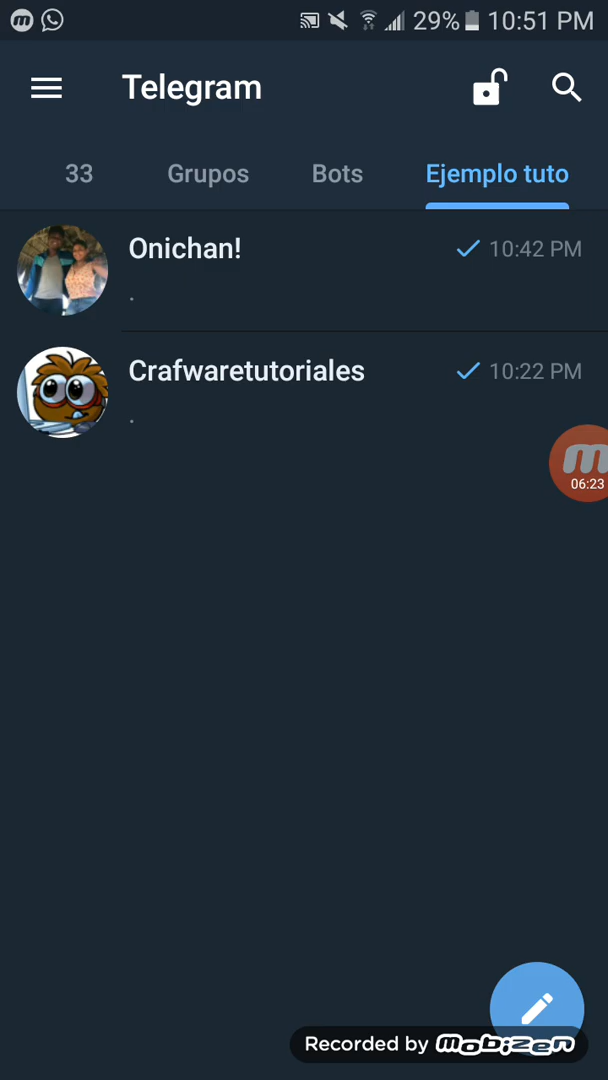 29% 10:51 PM
Telegram
33 Grupos Bots Ejemplo tuto
Onichan! 10:42 PM
.
Crafwaretutoriales 10:22 PM
.
06:23
Recorded by mobizen